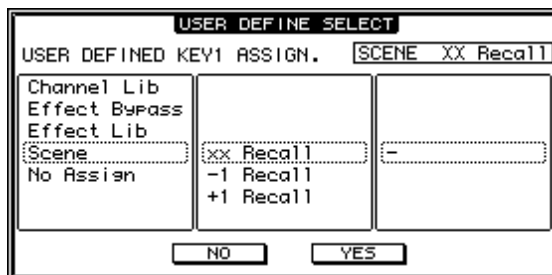 USER DEFINE SELECT
USER DEFINED KEY1 ASSIGN. SCENE XX Recall
Channel Lib
Effect Bypass
Effect Lib
Scene
No Assign
xx Recall
-1 Recall
+1 Recall
-
NO YES